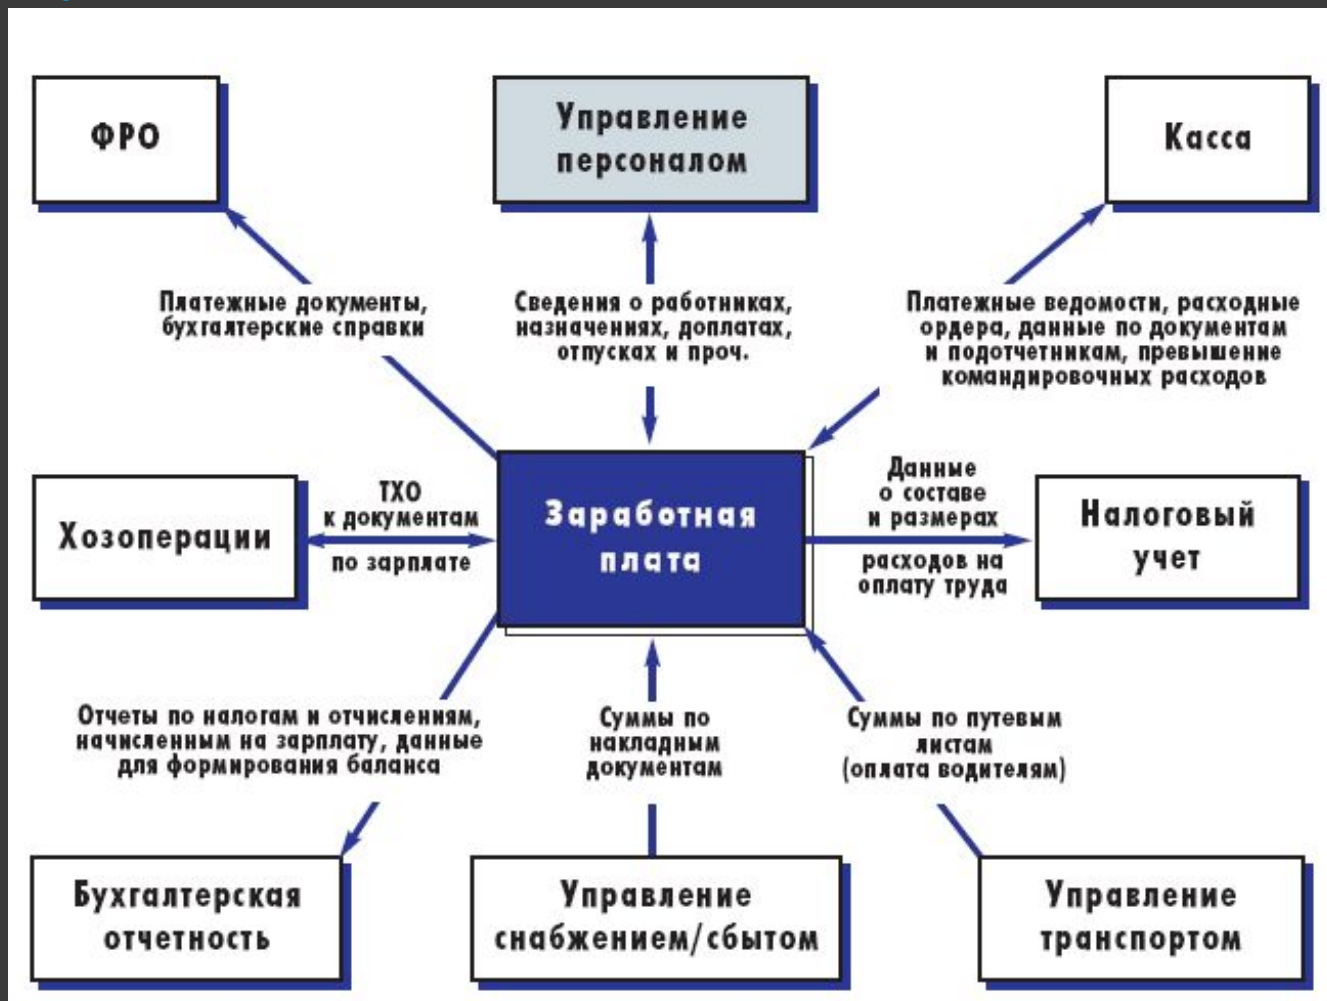 ФРО
Управление
персоналом
Касса
Платежные документы,
бухгалтерские справки
Сведения о работниках,
назначениях, доплатах,
отпусках и проч.
Платежные ведомости, расходные
ордера, данные по документам
и подотчетникам, превышение
командировочных расходов
Хозоперации
ТХО
к документам
по зарплате
Заработная
плата
Данные
о составе
и размерах
расходов на
оплату труда
Налоговый
учет
Отчеты по налогам и отчислениям,
начисленным на зарплату, данные
для формирования баланса
Суммы по
накладным
документам
Суммы по путевым
листам
(оплата водителям)
Бухгалтерская
отчетность
Управление
снабжением/сбытом
Управление
транспортом